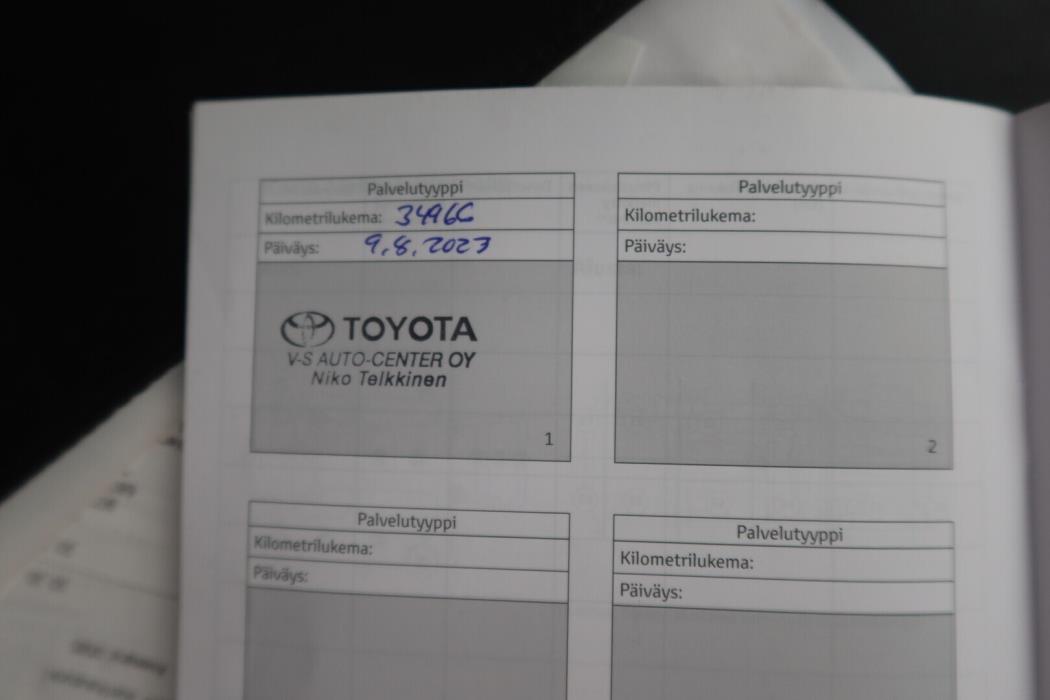 Palvelutyyppi
Kilometrilukema: 34966
Päiväys: 9.8.2023
TOYOTA
V-S AUTO-CENTER OY
Niko Telkkinen
1
Palvelutyyppi
Kilometrilukema:
Päiväys:
2
Palvelutyyppi
Kilometrilukema:
Päiväys:
Palvelutyyppi
Kilometrilukema:
Päiväys: